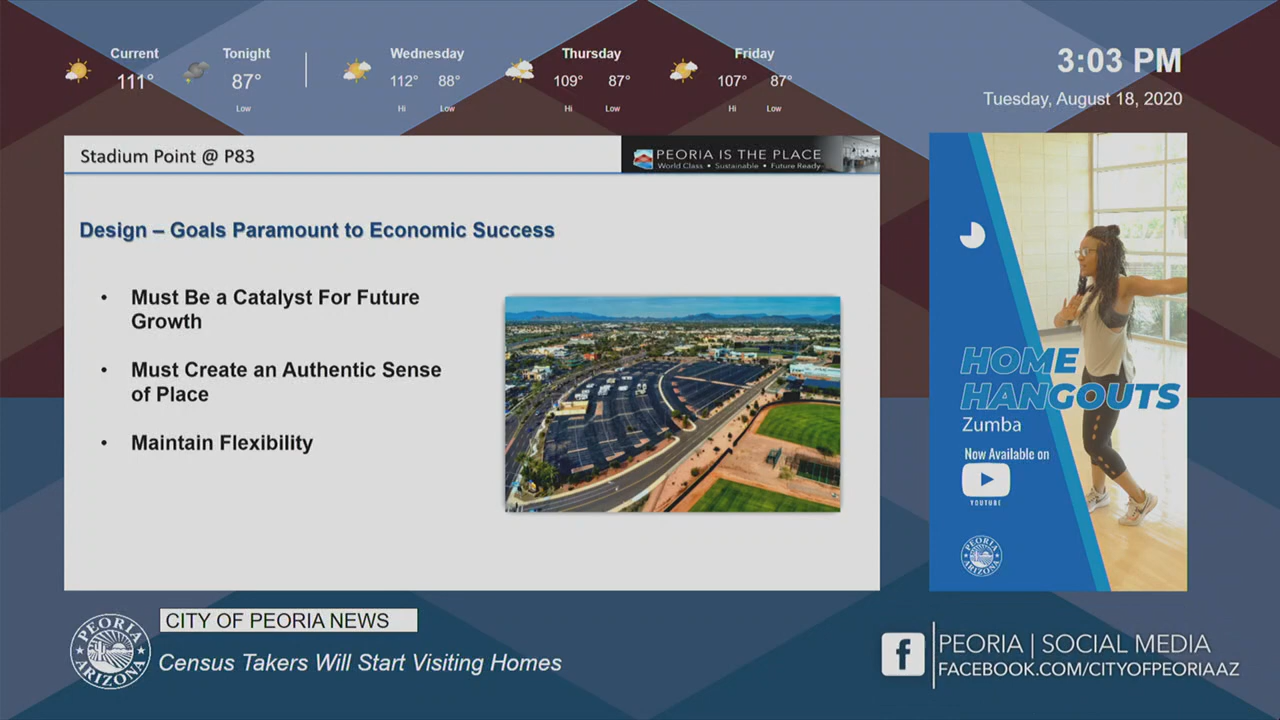 Current
Tonight
Wednesday
Thursday
Friday
111°
87°
112° 88°
109° 87°
107° 87°
Low
Hi Low
Hi Low
Hi Low
3:03 PM
Tuesday, August 18, 2020
Stadium Point @ P83
PEORIA IS THE PLACE
World Class • Sustainable • Future Ready
Design – Goals Paramount to Economic Success
• Must Be a Catalyst For Future
Growth
• Must Create an Authentic Sense
of Place
• Maintain Flexibility
HOME
HANGOUTS
Zumba
Now Available on
YOUTUBE
PEORIA
ARIZONA
PEORIA
ARIZONA
CITY OF PEORIA NEWS
Census Takers Will Start Visiting Homes
f
PEORIA | SOCIAL MEDIA
FACEBOOK.COM/CITYOFPEORIAAZ